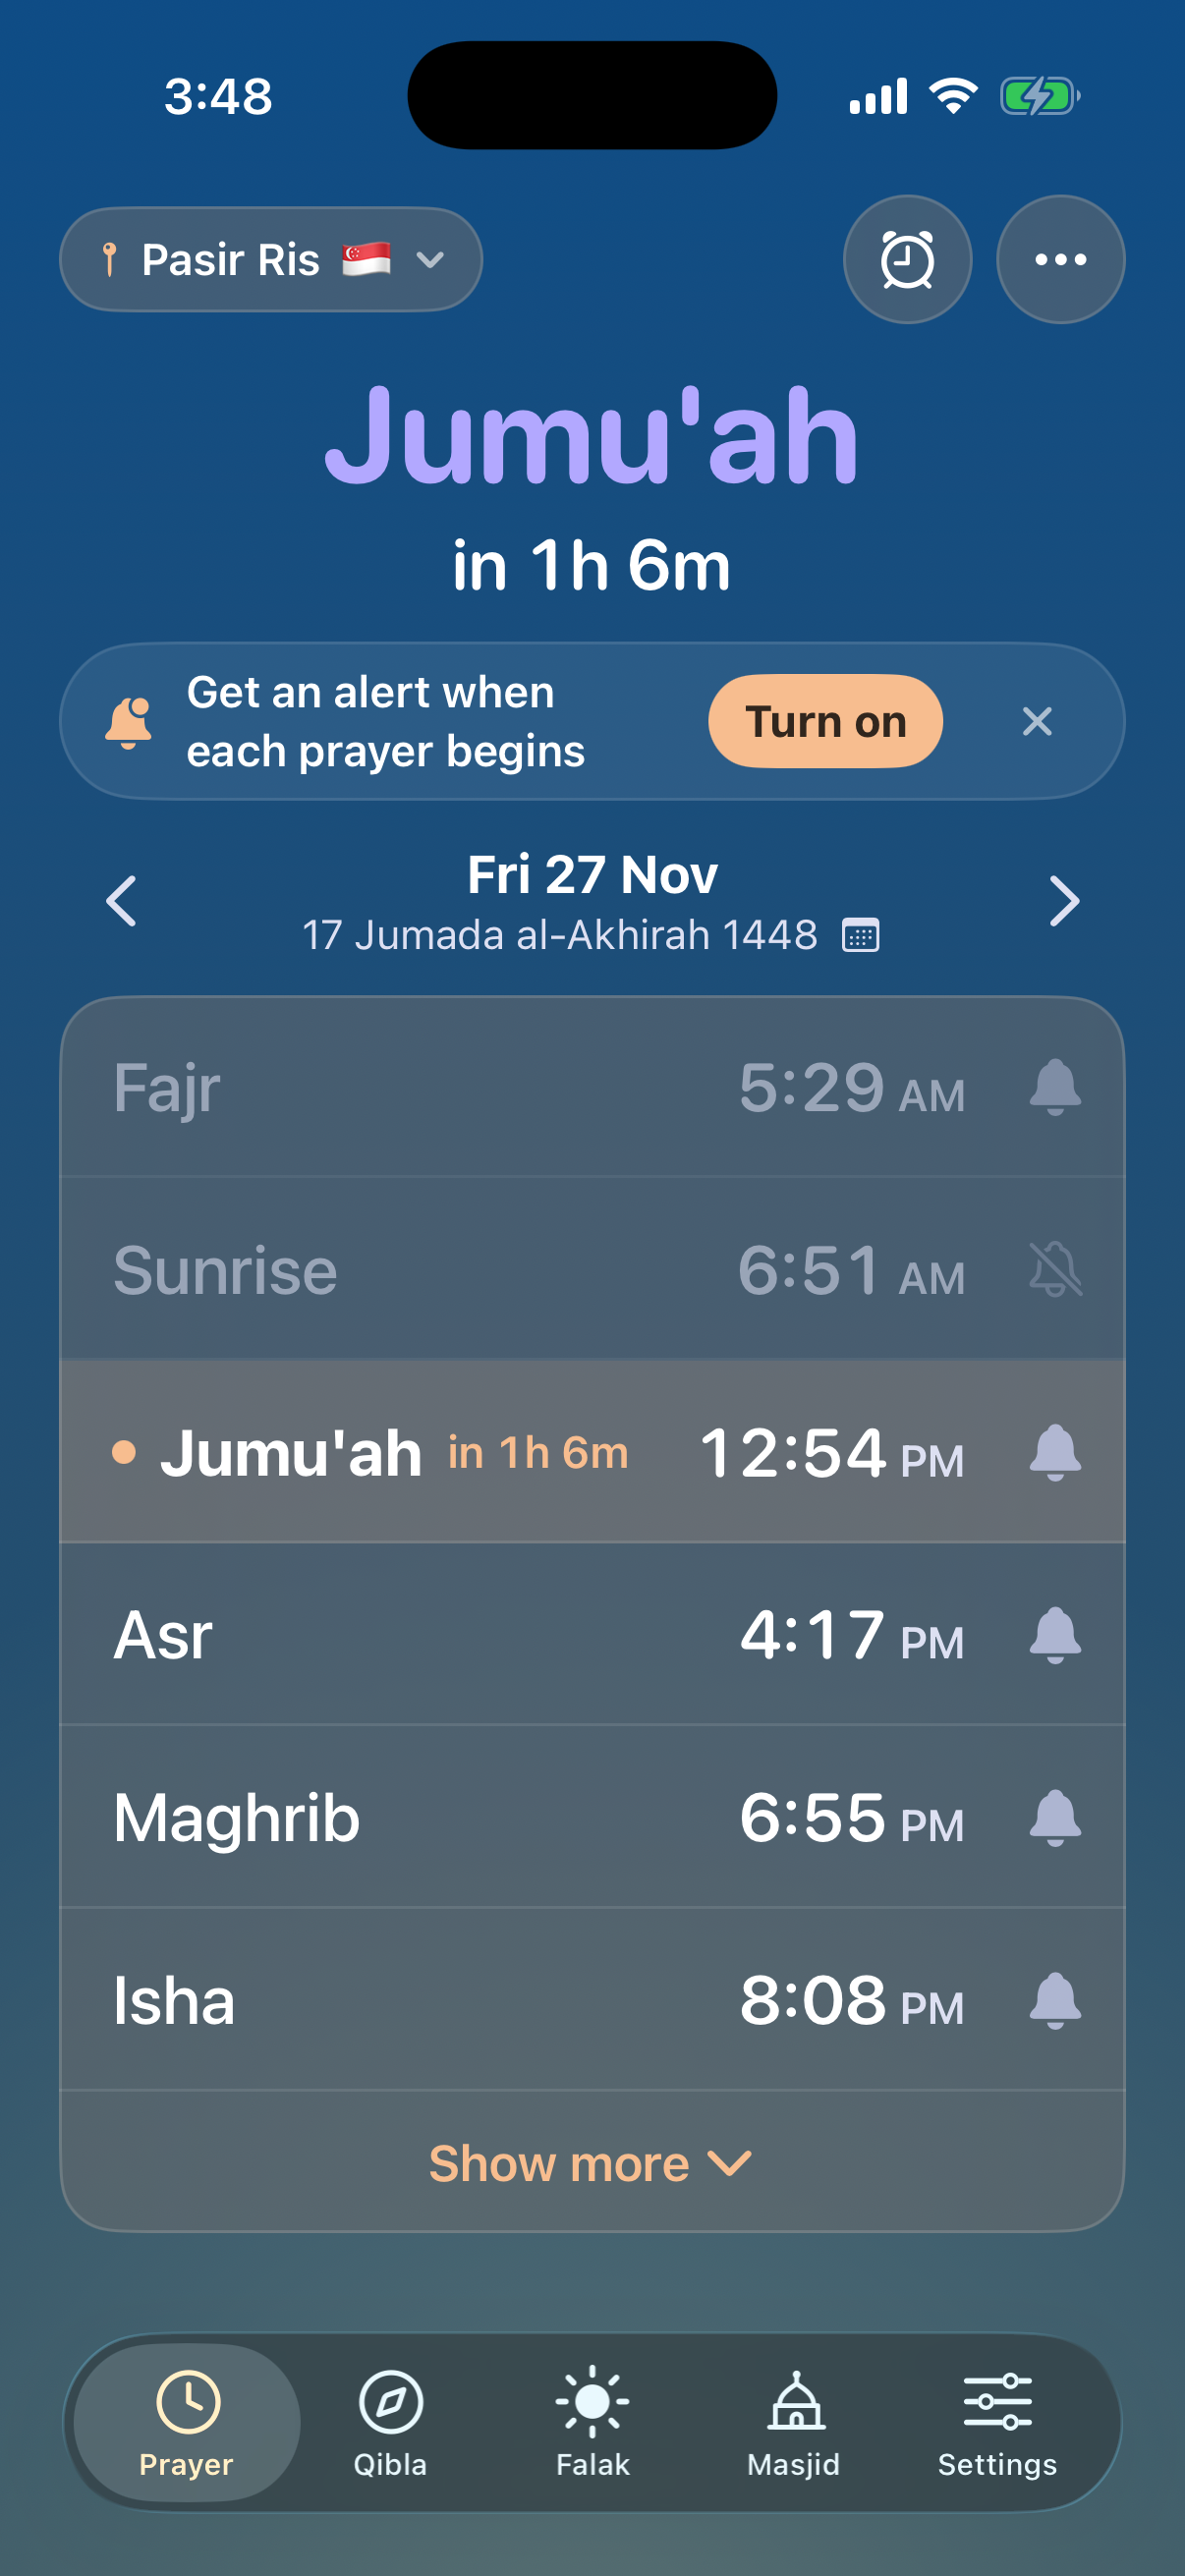 3:48
Pasir Ris
Jumu'ah
in 1h 6m
Get an alert when
each prayer begins
Turn on
Fri 27 Nov
17 Jumada al-Akhirah 1448
Fajr 5:29 AM
Sunrise 6:51 AM
Jumu'ah in 1h 6m 12:54 PM
Asr 4:17 PM
Maghrib 6:55 PM
Isha 8:08 PM
Show more
Prayer Qibla Falak Masjid Settings